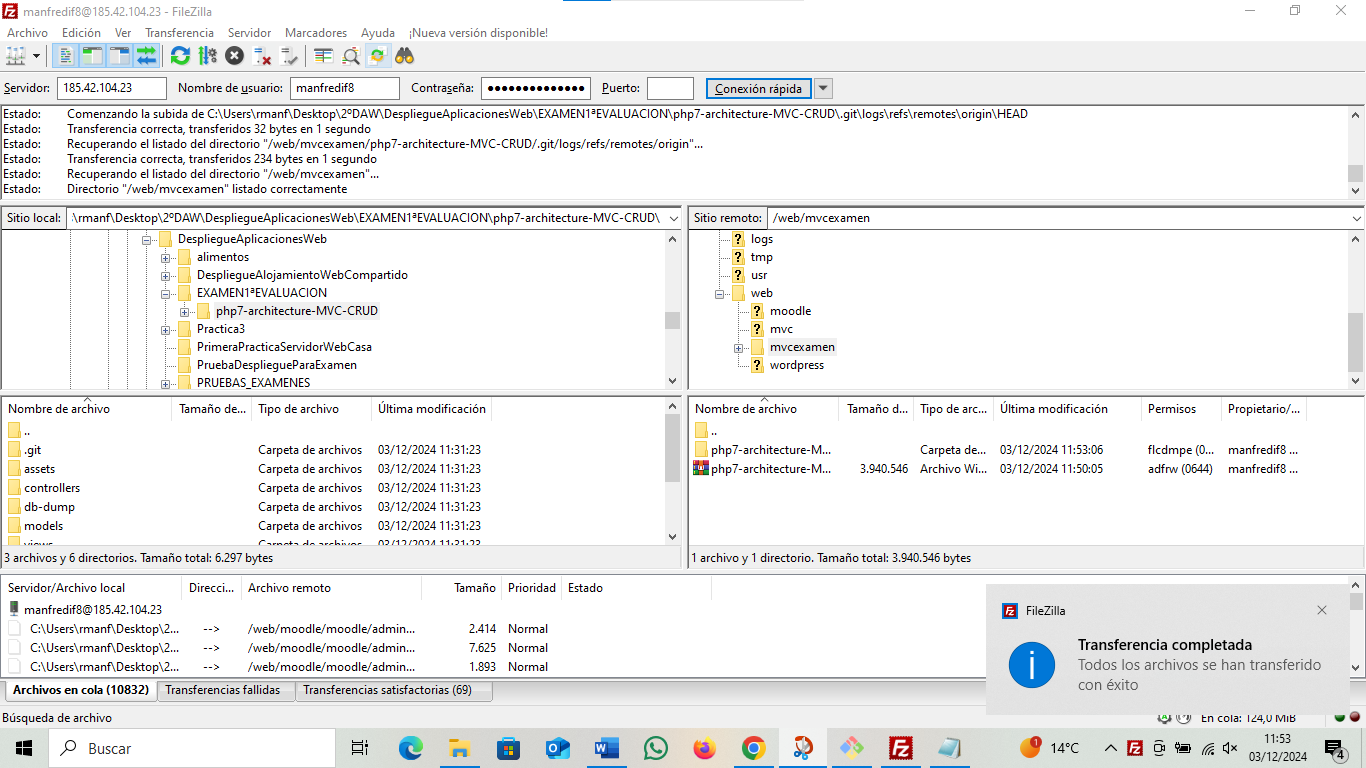 manfredif8@185.42.104.23 - FileZilla
Archivo Edición Ver Transferencia Servidor Marcadores Ayuda ¡Nueva versión disponible!
Servidor: 185.42.104.23 Nombre de usuario: manfredif8 Contraseña: ●●●●●●●●●●●●●● Puerto: Conexión rápida
Estado: Comenzando la subida de C:\Users\rmanf\Desktop\2ºDAW\DespliegueAplicacionesWeb\EXAMEN1ªEVALUACION\php7-architecture-MVC-CRUD\.git\logs\refs\remotes\origin\HEAD
Estado: Transferencia correcta, transferidos 32 bytes en 1 segundo
Estado: Recuperando el listado del directorio "/web/mvcexamen/php7-architecture-MVC-CRUD/.git/logs/refs/remotes/origin"...
Estado: Transferencia correcta, transferidos 234 bytes en 1 segundo
Estado: Recuperando el listado del directorio "/web/mvcexamen"...
Estado: Directorio "/web/mvcexamen" listado correctamente
Sitio local: \rmanf\Desktop\2ºDAW\DespliegueAplicacionesWeb\EXAMEN1ªEVALUACION\php7-architecture-MVC-CRUD\
DespliegueAplicacionesWeb
alimentos
DespliegueAlojamientoWebCompartido
EXAMEN1ªEVALUACION
php7-architecture-MVC-CRUD
Practica3
PrimeraPracticaServidorWebCasa
PruebaDespliegueParaExamen
PRUEBAS_EXAMENES
Sitio remoto: /web/mvcexamen
logs
tmp
usr
web
moodle
mvc
mvcexamen
wordpress
Nombre de archivo Tamaño de... Tipo de archivo Última modificación
..
.git Carpeta de archivos 03/12/2024 11:31:23
assets Carpeta de archivos 03/12/2024 11:31:23
controllers Carpeta de archivos 03/12/2024 11:31:23
db-dump Carpeta de archivos 03/12/2024 11:31:23
models Carpeta de archivos 03/12/2024 11:31:23
views Carpeta de archivos 03/12/2024 11:31:23
3 archivos y 6 directorios. Tamaño total: 6.297 bytes
Nombre de archivo Tamaño d... Tipo de arc... Última modificación Permisos Propietario/...
..
php7-architecture-M... Carpeta de... 03/12/2024 11:53:06 flcdmpe (0... manfredif8 ...
php7-architecture-M... 3.940.546 Archivo Wi... 03/12/2024 11:50:05 adfrw (0644) manfredif8 ...
1 archivo y 1 directorio. Tamaño total: 3.940.546 bytes
Servidor/Archivo local Direcci... Archivo remoto Tamaño Prioridad Estado
manfredif8@185.42.104.23
C:\Users\rmanf\Desktop\2... --> /web/moodle/moodle/admin... 2.414 Normal
C:\Users\rmanf\Desktop\2... --> /web/moodle/moodle/admin... 7.625 Normal
C:\Users\rmanf\Desktop\2... --> /web/moodle/moodle/admin... 1.893 Normal
Archivos en cola (10832) Transferencias fallidas Transferencias satisfactorias (69)
FileZilla
Transferencia completada
Todos los archivos se han transferido
con éxito
Búsqueda de archivo
En cola: 124,0 MiB
Buscar
1
14°C
11:53
03/12/2024
4